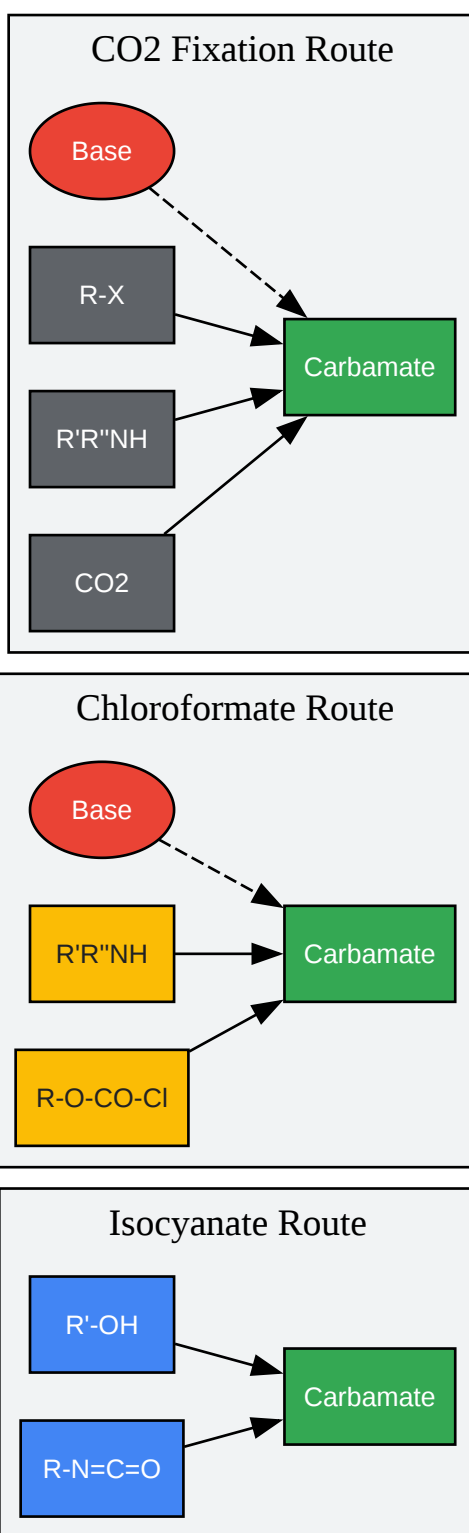 CO2 Fixation Route
Base
R-X
R'R"NH
CO2
Carbamate
Chloroformate Route
Base
R'R"NH
R-O-CO-Cl
Carbamate
Isocyanate Route
R'-OH
R-N=C=O
Carbamate